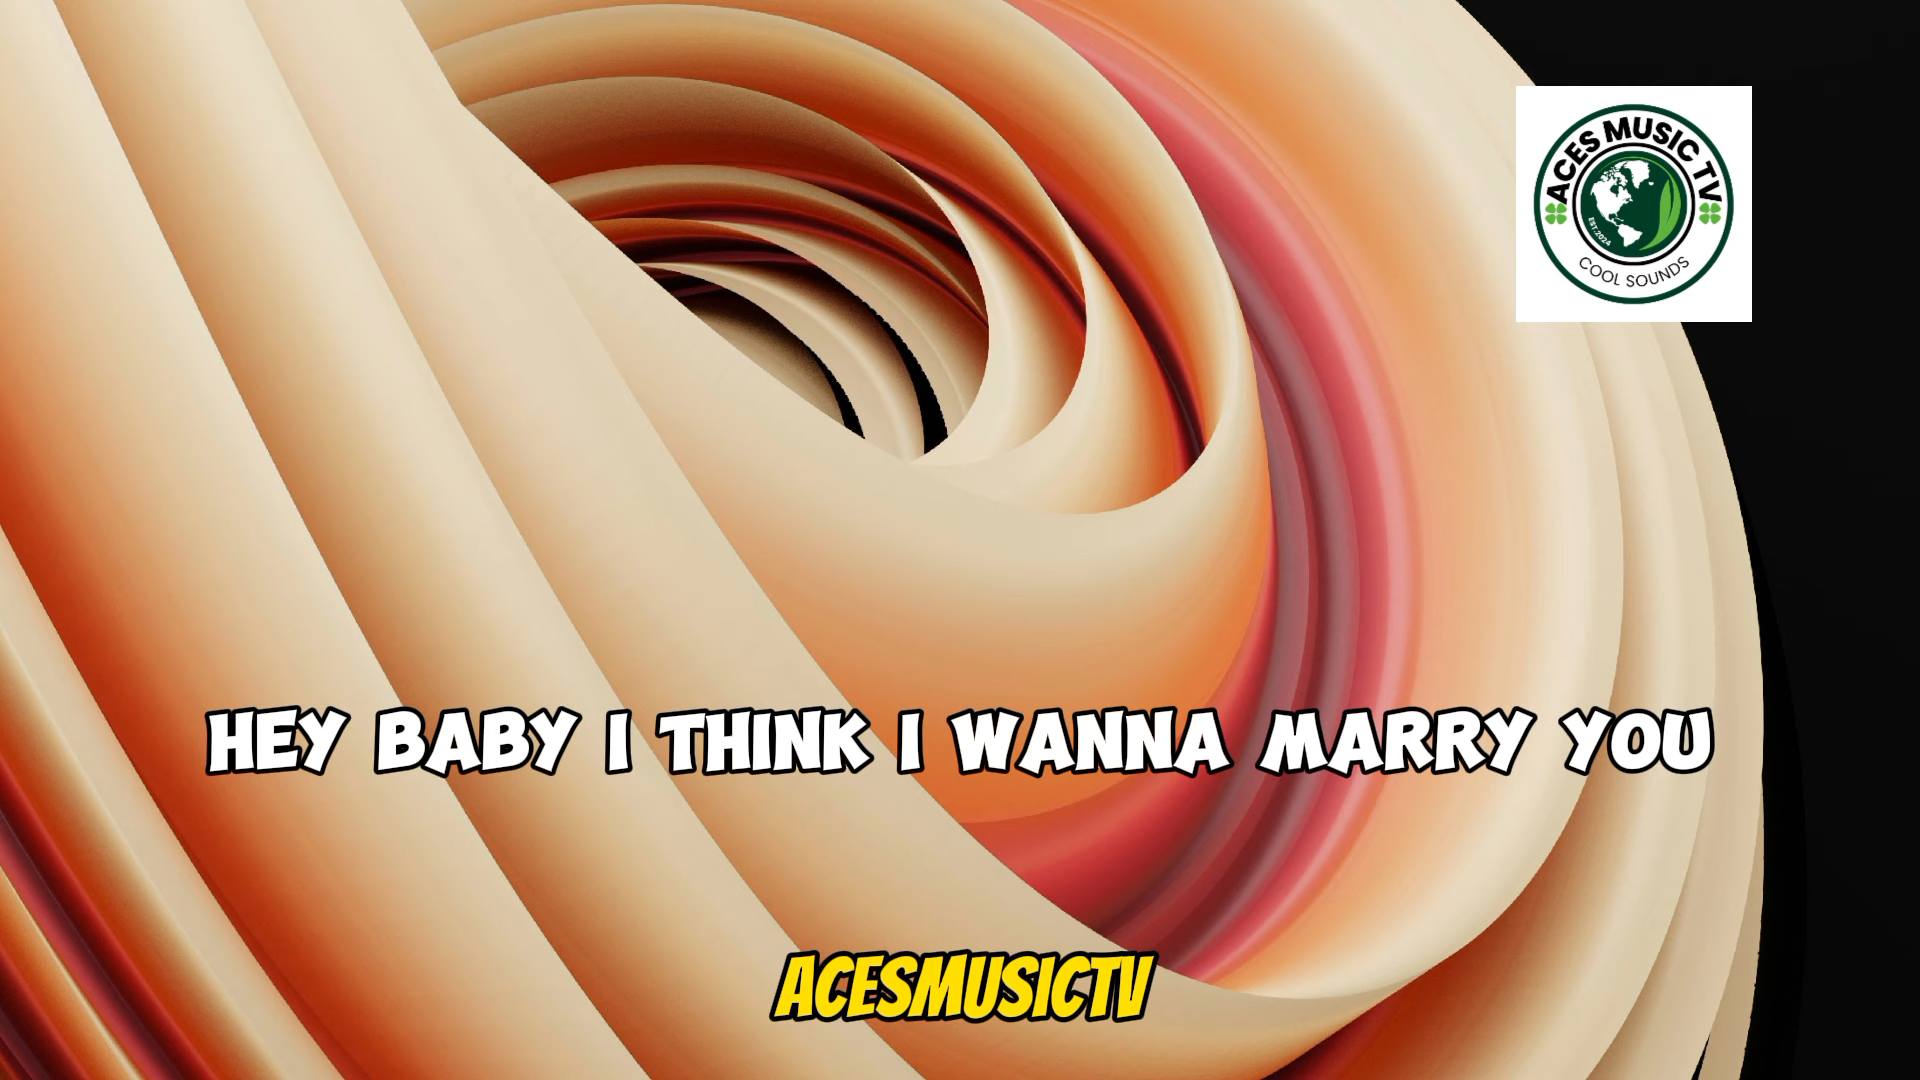 ACES MUSIC TV
EST. 2024
COOL SOUNDS
HEY BABY I THINK I WANNA MARRY YOU
ACESMUSICTV